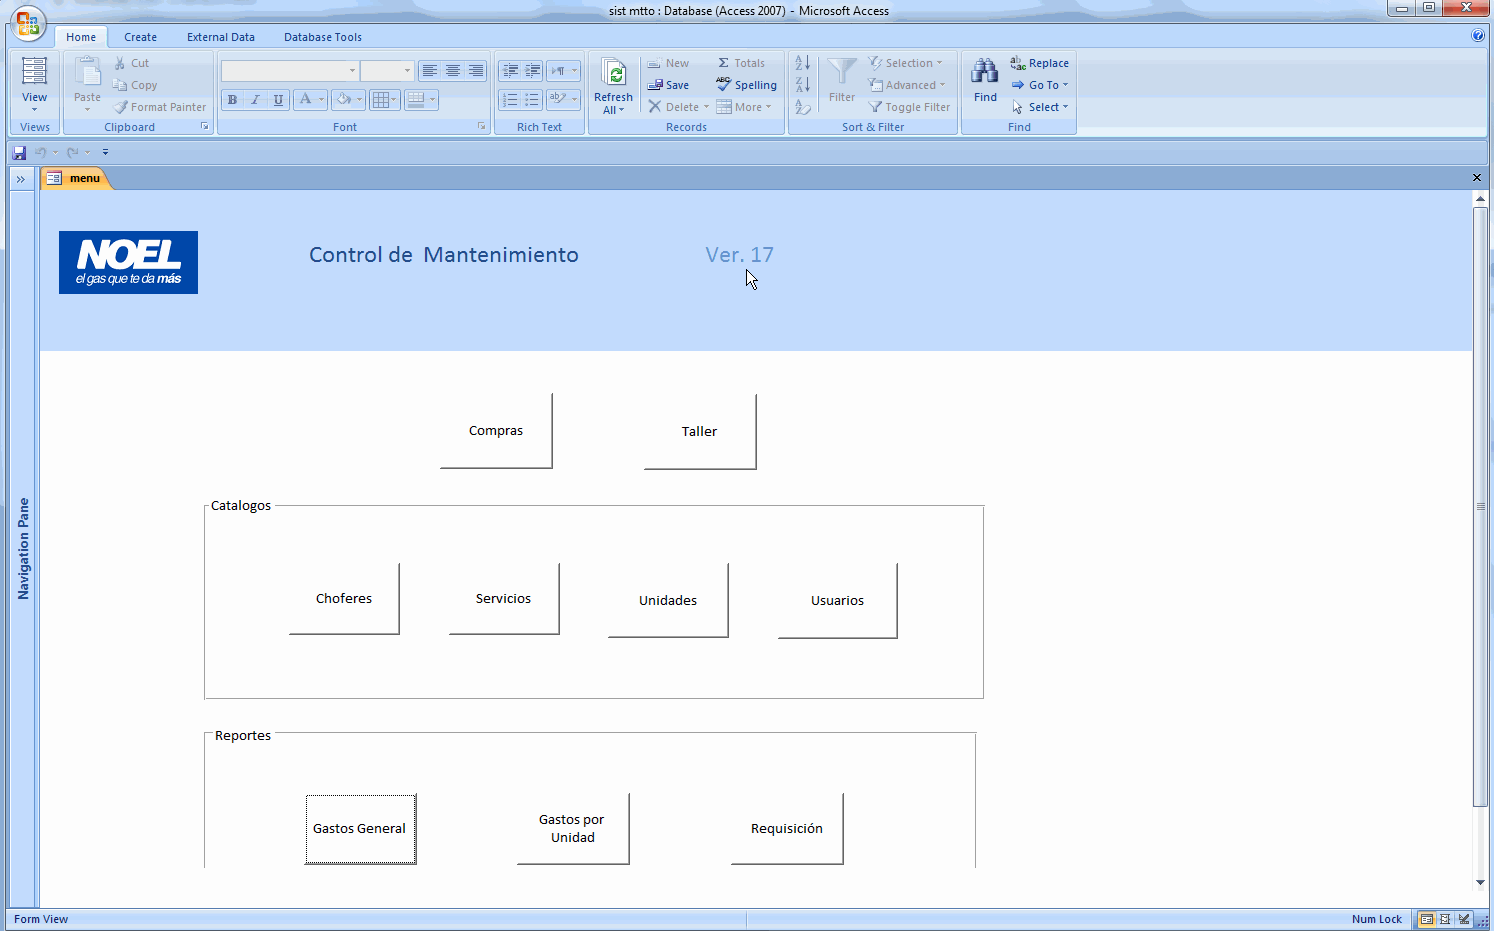 sist mtto : Database (Access 2007) - Microsoft Access
Home Create External Data Database Tools
View
Views
Paste
Cut
Copy
Format Painter
Clipboard
B I U A
Font
Rich Text
Refresh
All
New
Save
Delete
Σ Totals
ABC Spelling
More
Records
A Z
Z A
Filter
Selection
Advanced
Toggle Filter
Sort & Filter
Find
Replace
Go To
Select
Find
menu
Navigation Pane
NOEL
el gas que te da más
Control de Mantenimiento
Ver. 17
Compras
Taller
Catalogos
Choferes
Servicios
Unidades
Usuarios
Reportes
Gastos General
Gastos por
Unidad
Requisición
Form View
Num Lock